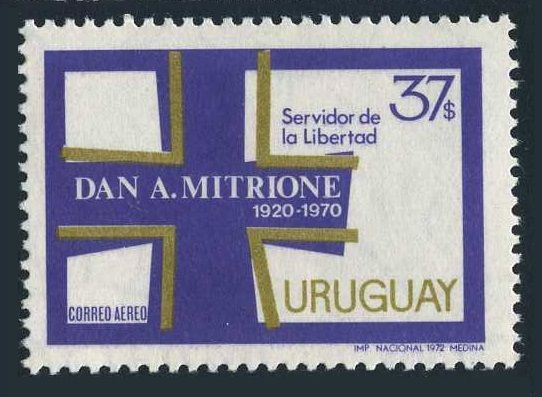 37$
Servidor de
la Libertad
DAN A. MITRIONE
1920-1970
CORREO AEREO
URUGUAY
IMP. NACIONAL 1972 MEDINA